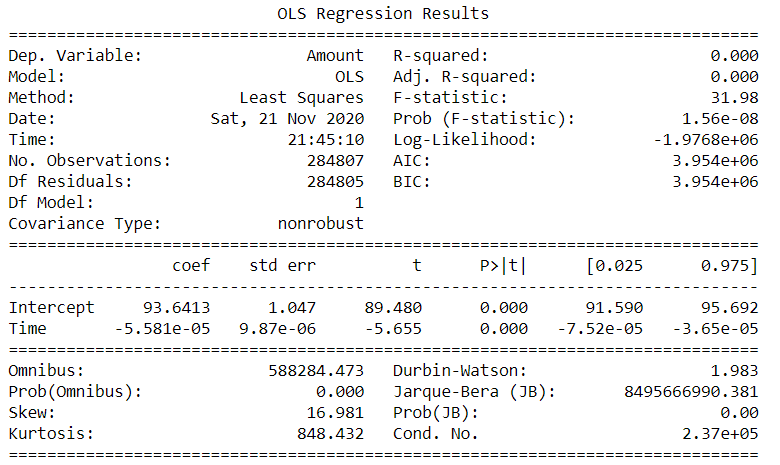 OLS Regression Results
==============================================================================
Dep. Variable:                 Amount   R-squared:                       0.000
Model:                            OLS   Adj. R-squared:                  0.000
Method:                 Least Squares   F-statistic:                     31.98
Date:                Sat, 21 Nov 2020   Prob (F-statistic):           1.56e-08
Time:                        21:45:10   Log-Likelihood:            -1.9768e+06
No. Observations:              284807   AIC:                         3.954e+06
Df Residuals:                  284805   BIC:                         3.954e+06
Df Model:                           1
Covariance Type:            nonrobust
==============================================================================
                 coef    std err          t      P>|t|      [0.025      0.975]
------------------------------------------------------------------------------
Intercept     93.6413      1.047     89.480      0.000      91.590      95.692
Time       -5.581e-05   9.87e-06     -5.655      0.000   -7.52e-05   -3.65e-05
==============================================================================
Omnibus:                   588284.473   Durbin-Watson:                   1.983
Prob(Omnibus):                  0.000   Jarque-Bera (JB):       8495666990.381
Skew:                          16.981   Prob(JB):                         0.00
Kurtosis:                     848.432   Cond. No.                     2.37e+05
==============================================================================